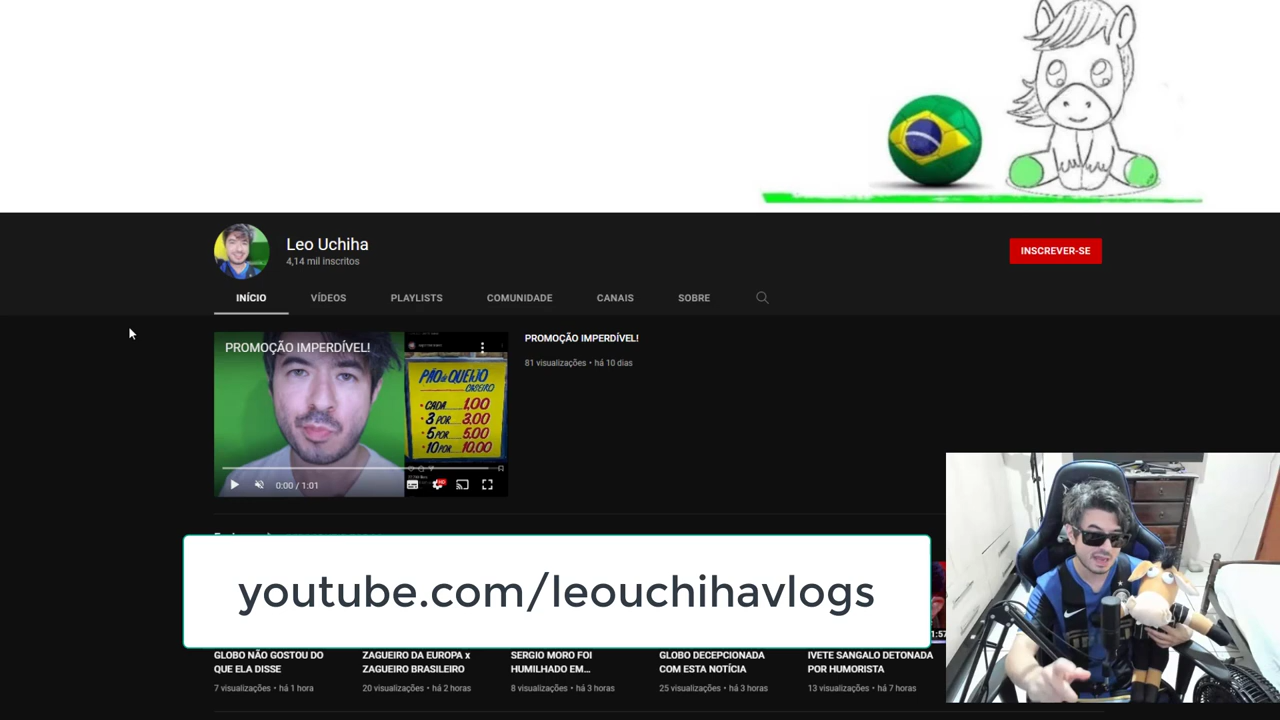 Leo Uchiha
4,14 mil inscritos
INSCREVER-SE
INÍCIO
VÍDEOS
PLAYLISTS
COMUNIDADE
CANAIS
SOBRE
PROMOÇÃO IMPERDÍVEL!
PÃO de QUEIJO
CASEIRO
• CADA ..... 1,00
• 3 POR ..... 3,00
• 5 POR ..... 5,00
• 10 POR ..... 10,00
0:00 / 1:01
PROMOÇÃO IMPERDÍVEL!
81 visualizações • há 10 dias
youtube.com/leouchihavlogs
1:57
GLOBO NÃO GOSTOU DO
QUE ELA DISSE
7 visualizações • há 1 hora
ZAGUEIRO DA EUROPA x
ZAGUEIRO BRASILEIRO
20 visualizações • há 2 horas
SERGIO MORO FOI
HUMILHADO EM...
8 visualizações • há 3 horas
GLOBO DECEPCIONADA
COM ESTA NOTÍCIA
25 visualizações • há 3 horas
IVETE SANGALO DETONADA
POR HUMORISTA
13 visualizações • há 7 horas